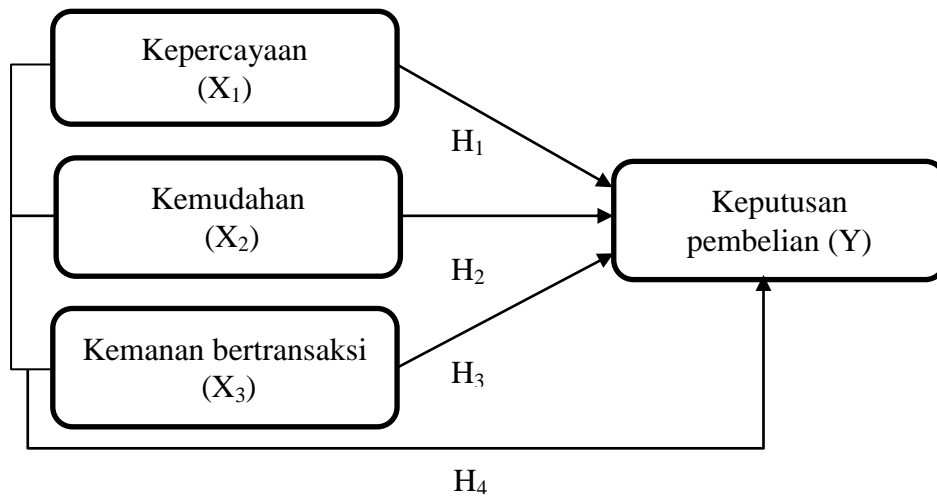 Kepercayaan
(X₁)
H₁
Kemudahan
(X₂)
Keputusan
pembelian (Y)
H₂
Kemanan bertransaksi
(X₃)
H₃
H₄